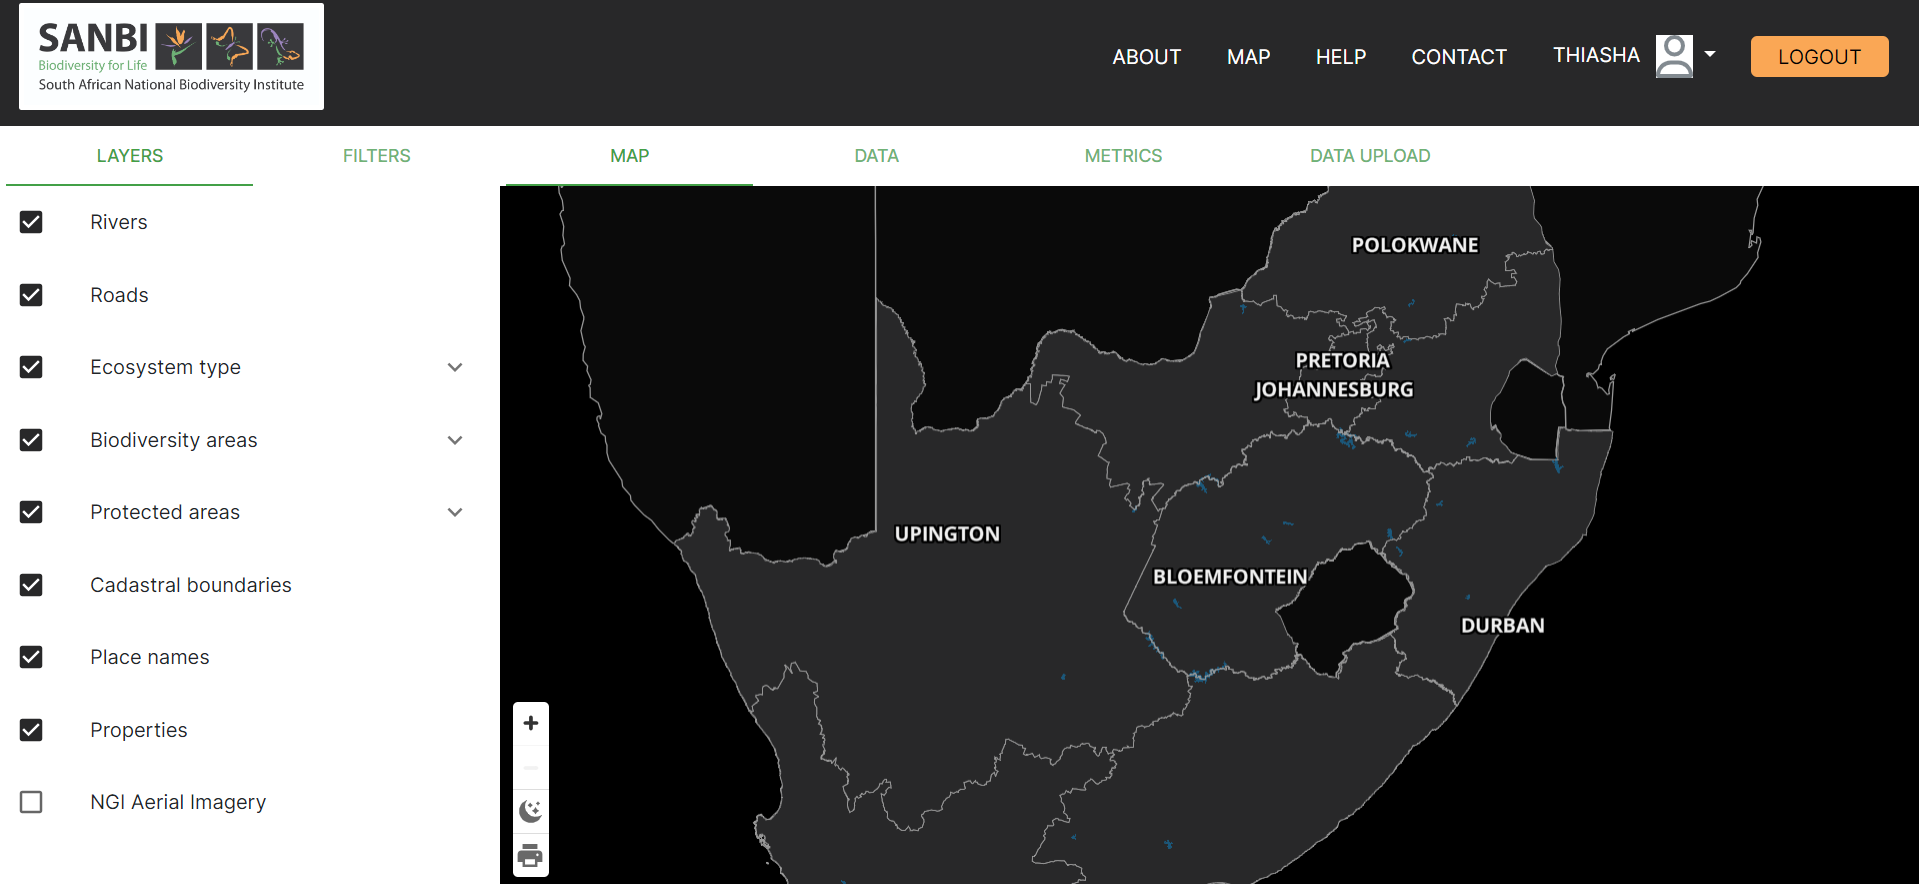 SANBI
Biodiversity for Life
South African National Biodiversity Institute
ABOUT
MAP
HELP
CONTACT
THIASHA
LOGOUT
LAYERS
FILTERS
MAP
DATA
METRICS
DATA UPLOAD
Rivers
Roads
Ecosystem type
Biodiversity areas
Protected areas
Cadastral boundaries
Place names
Properties
NGI Aerial Imagery
POLOKWANE
PRETORIA
JOHANNESBURG
UPINGTON
BLOEMFONTEIN
DURBAN